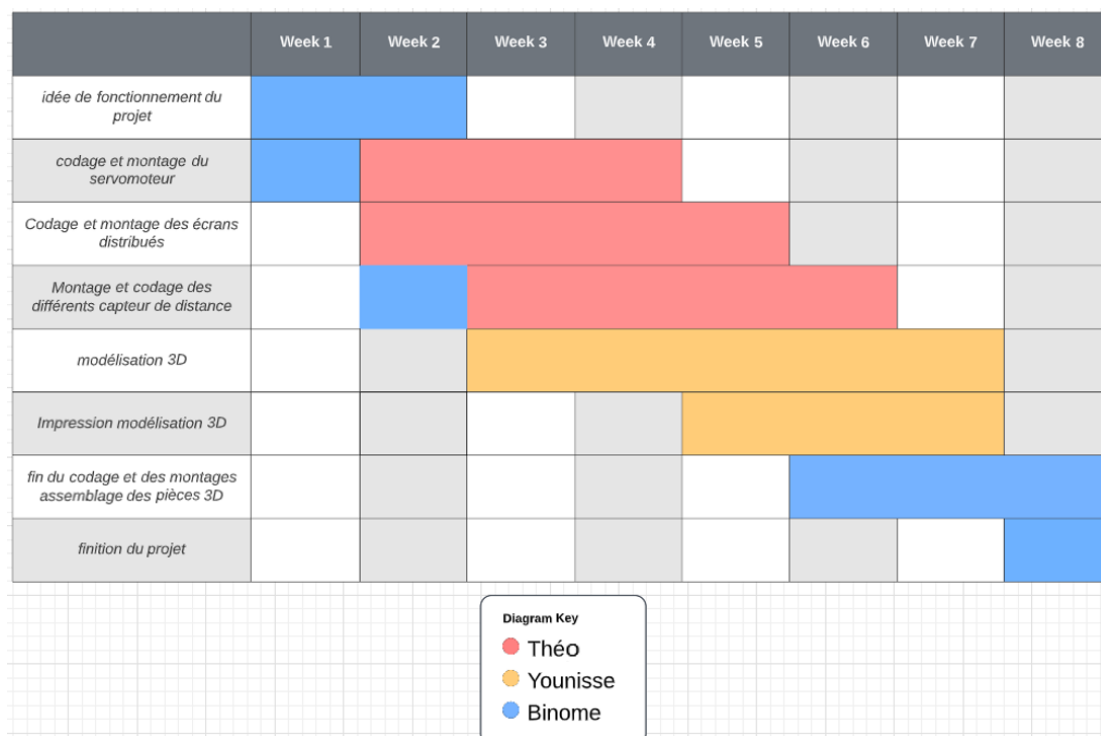 Week 1 Week 2 Week 3 Week 4 Week 5 Week 6 Week 7 Week 8
idée de fonctionnement du
projet
codage et montage du
servomoteur
Codage et montage des écrans
distribués
Montage et codage des
différents capteur de distance
modélisation 3D
Impression modélisation 3D
fin du codage et des montages
assemblage des pièces 3D
finition du projet
Diagram Key
Théo
Younisse
Binome